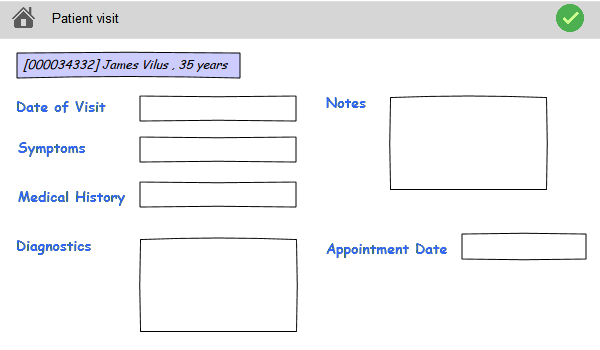 Patient visit
[000034332] James Vilus , 35 years
Date of Visit
Symptoms
Medical History
Diagnostics
Notes
Appointment Date